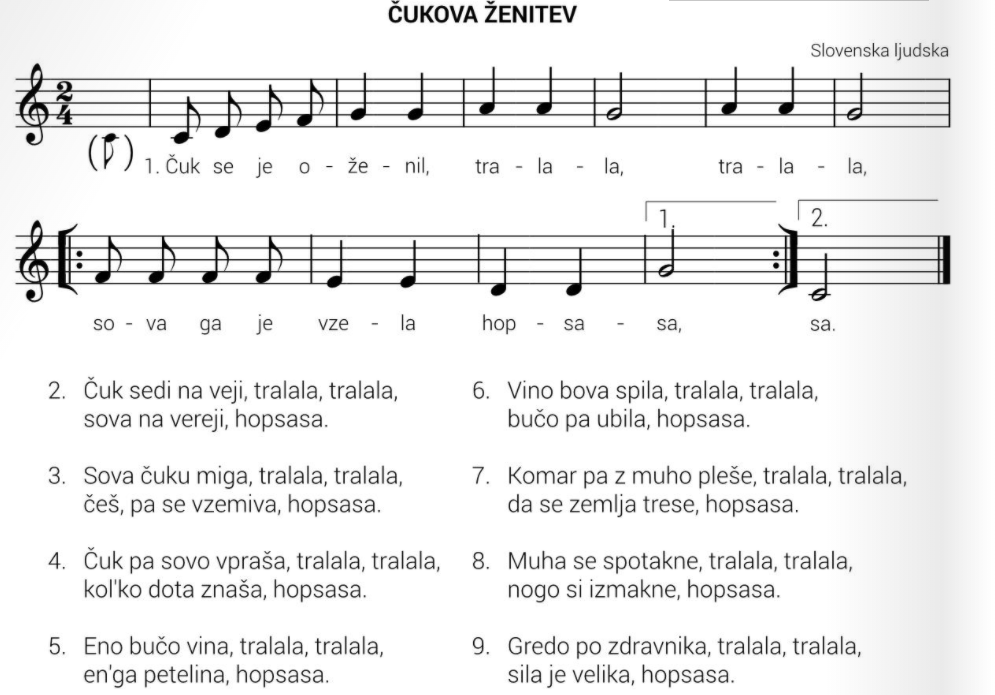 ČUKOVA ŽENITEV
Slovenska ljudska
2
4
1. Čuk se je o - že - nil, tra - la - la, tra - la - la,
1. 2.
so - va ga je vze - la hop - sa - sa, sa.
2. Čuk sedi na veji, tralala, tralala,
sova na vereji, hopsasa.
3. Sova čuku miga, tralala, tralala,
češ, pa se vzemiva, hopsasa.
4. Čuk pa sovo vpraša, tralala, tralala,
kol'ko dota znaša, hopsasa.
5. Eno bučo vina, tralala, tralala,
en'ga petelina, hopsasa.
6. Vino bova spila, tralala, tralala,
bučo pa ubila, hopsasa.
7. Komar pa z muho pleše, tralala, tralala,
da se zemlja trese, hopsasa.
8. Muha se spotakne, tralala, tralala,
nogo si izmakne, hopsasa.
9. Gredo po zdravnika, tralala, tralala,
sila je velika, hopsasa.